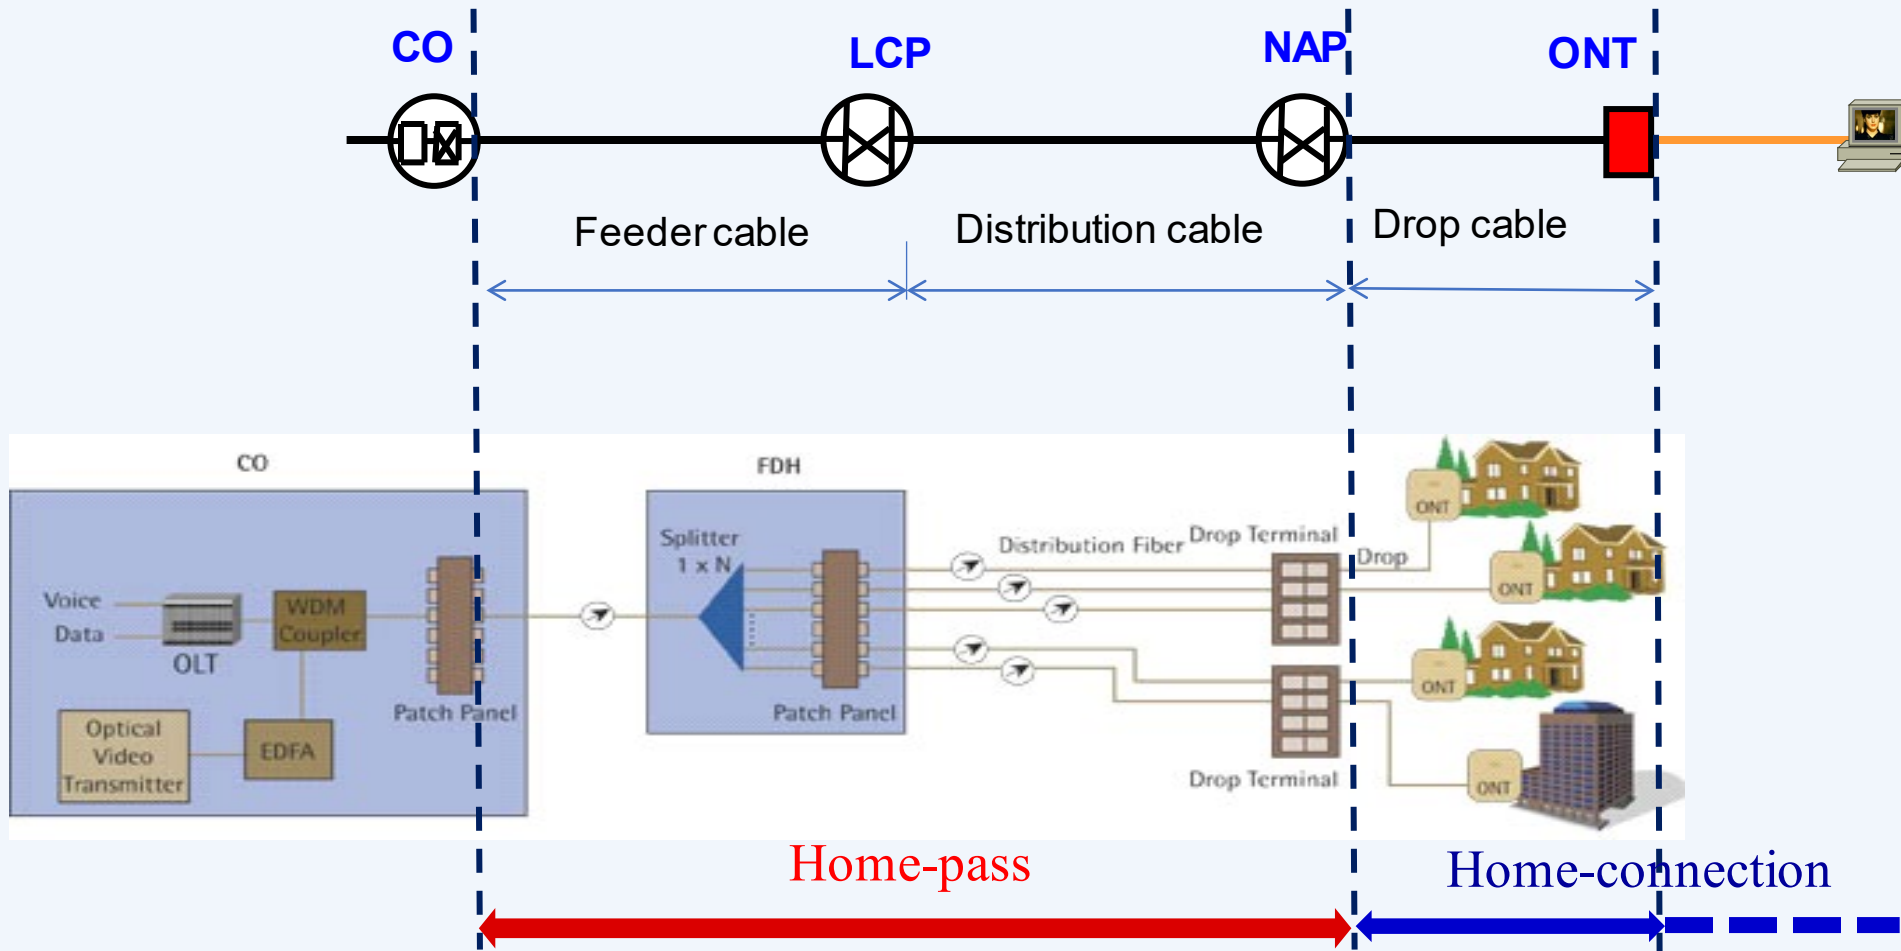 CO
LCP
NAP
ONT
Feeder cable
Distribution cable
Drop cable
CO
FDH
Voice
Data
OLT
WDM
Coupler
Optical
Video
Transmitter
EDFA
Patch Panel
Splitter
1 x N
Patch Panel
Distribution Fiber
Drop Terminal
Drop Terminal
Drop
ONT
ONT
ONT
ONT
Home-pass
Home-connection